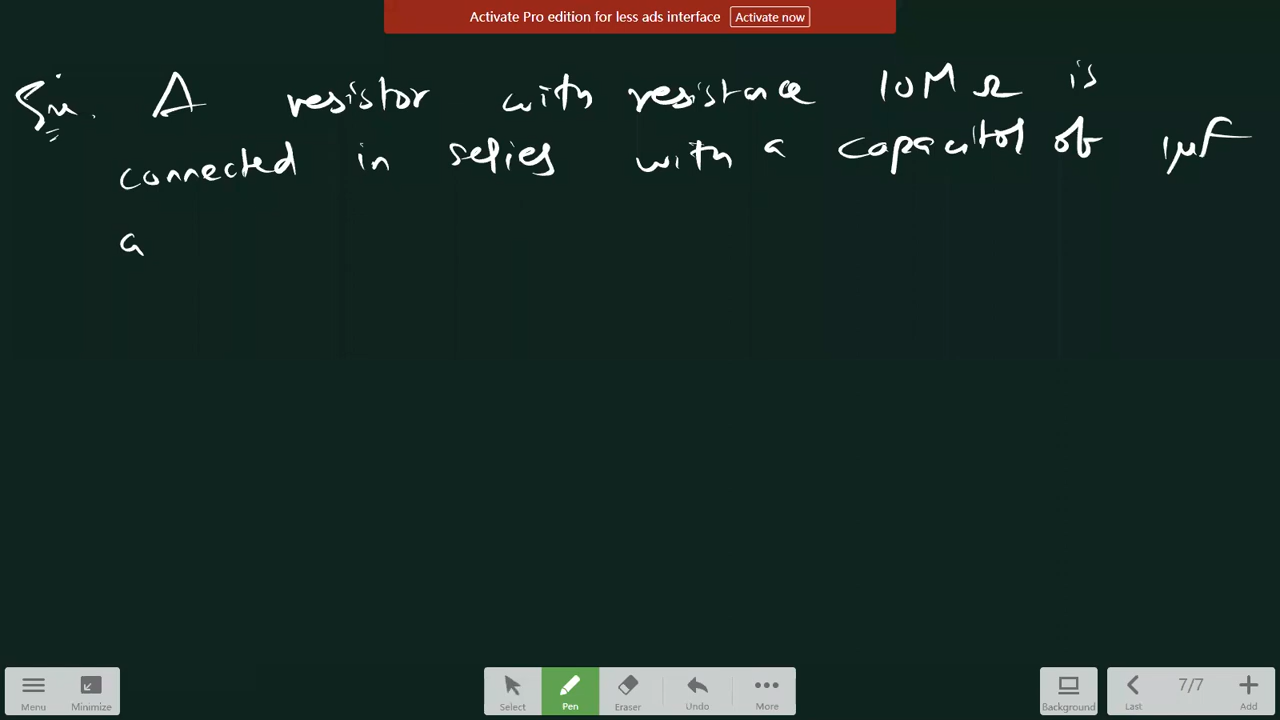 Activate Pro edition for less ads interface Activate now
A resistor with resistance 10MΩ is
connected in series with a capacitor of 1μF
a
Menu Minimize Select Pen Eraser Undo More Background Last 7/7 Add